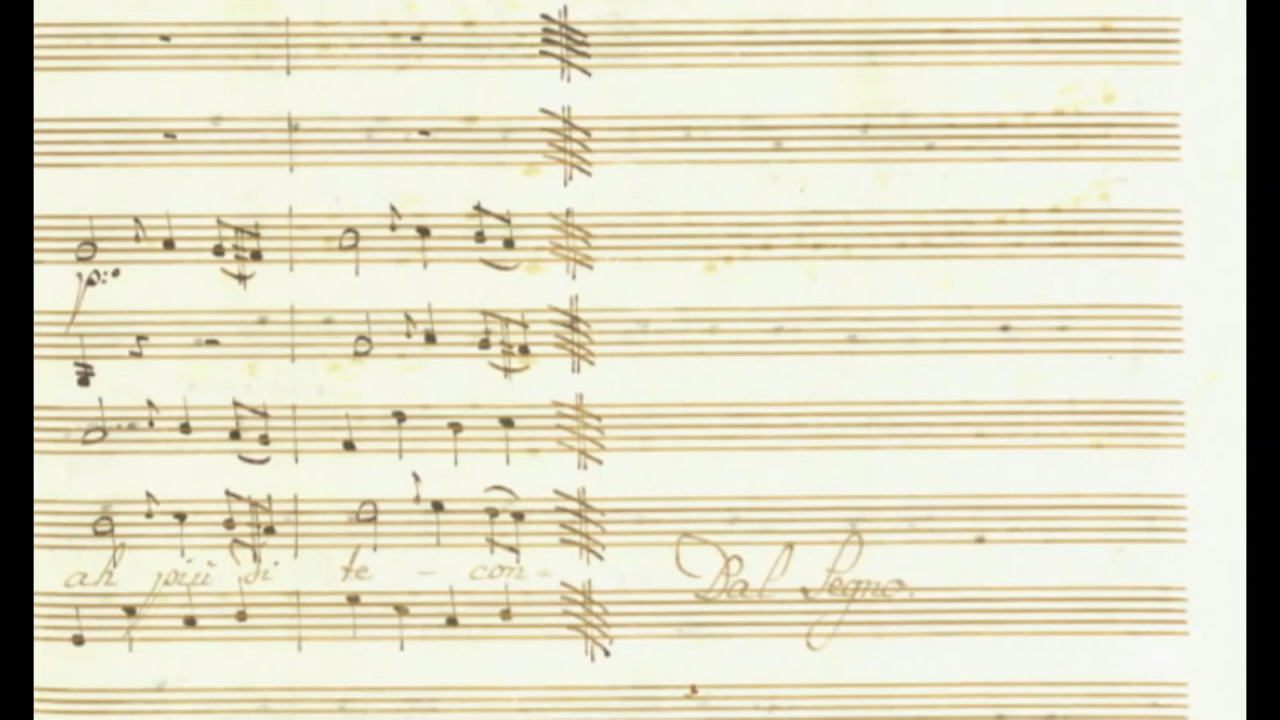 p:º
ah più di te - con-
Dal Segno.